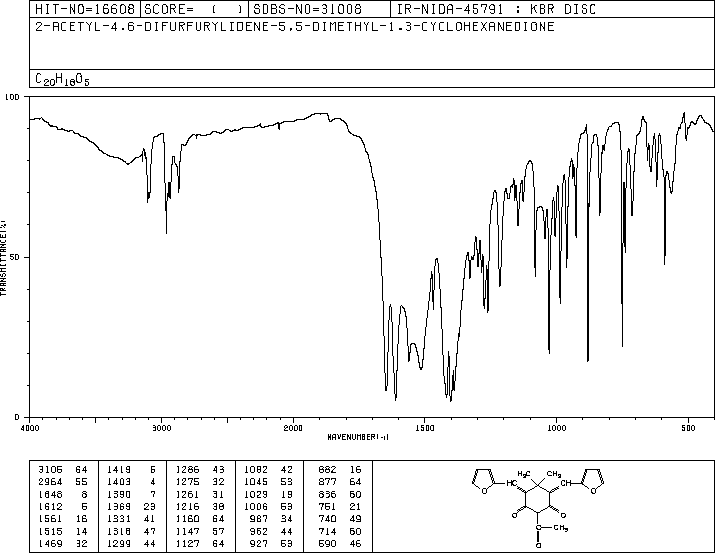 HIT-NO=16608 SCORE= ( ) SDBS-NO=31008 IR-NIDA-45791 : KBR DISC
2-ACETYL-4,6-DIFURFURYLIDENE-5,5-DIMETHYL-1,3-CYCLOHEXANEDIONE
C20H18O5
100
50
0
TRANSMITTANCE(%)
4000 3000 2000 1500 1000 500
WAVENUMBER(-1)
3105 64 1419 6 1286 43 1082 42 882 16
2964 55 1403 4 1275 32 1045 53 877 64
1648 8 1390 7 1261 31 1029 19 836 60
1612 5 1369 29 1216 38 1006 53 751 21
1561 16 1331 41 1160 64 987 34 740 49
1515 14 1318 47 1147 57 962 44 714 60
1469 32 1299 44 1127 64 927 53 590 46
H3C CH3
O HC CH O
O O
C CH3
O